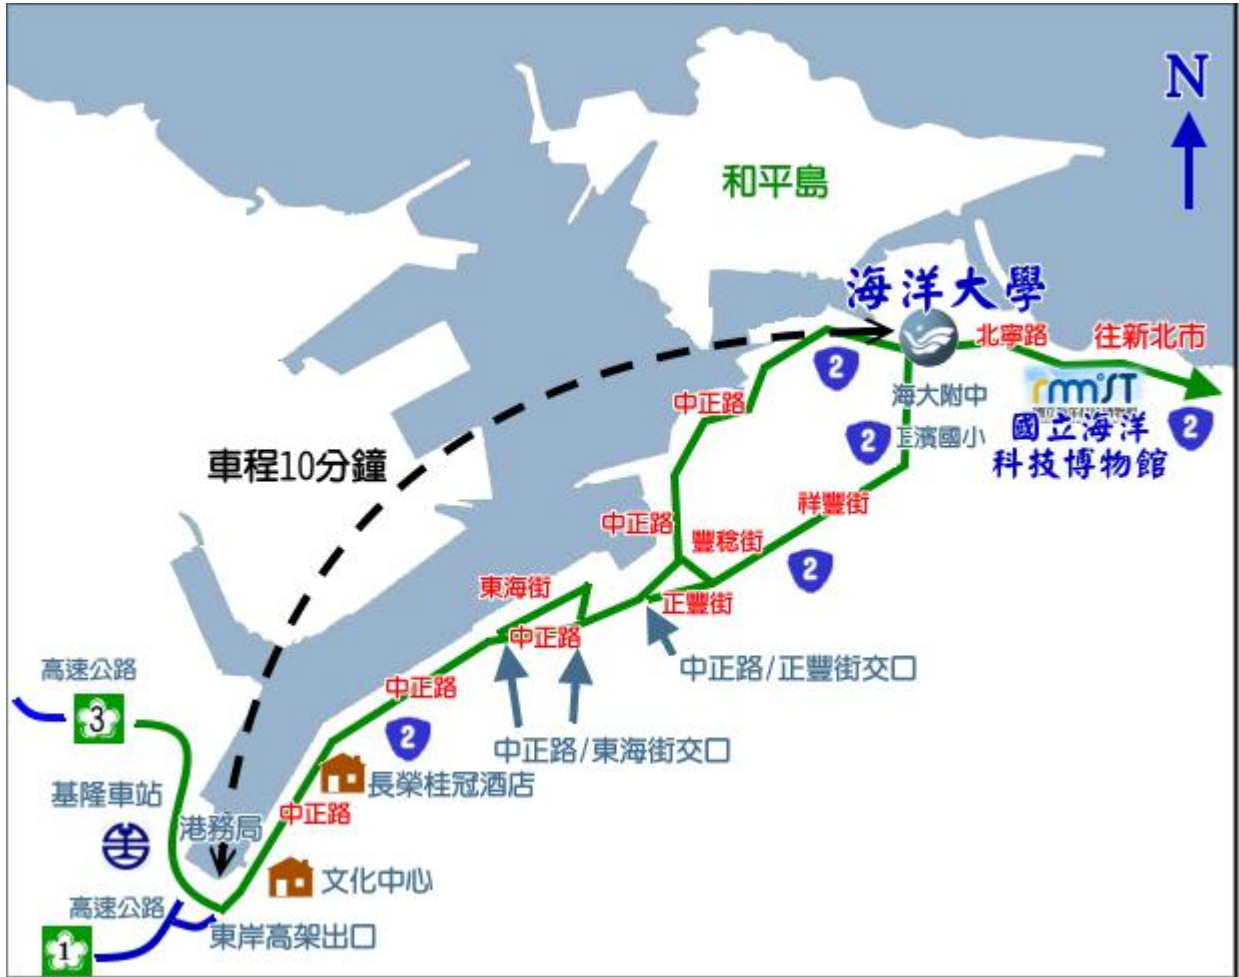 N
和平島
海洋大學
北寧路
往新北市
2
中正路
海大附中
rmmst
2
正濱國小
國立海洋
科技博物館
2
車程10分鐘
祥豐街
中正路
豐稔街
2
東海街
正豐街
中正路
中正路/正豐街交口
高速公路
3
中正路
2
中正路/東海街交口
長榮桂冠酒店
基隆車站
中正路
港務局
文化中心
高速公路
1
東岸高架出口